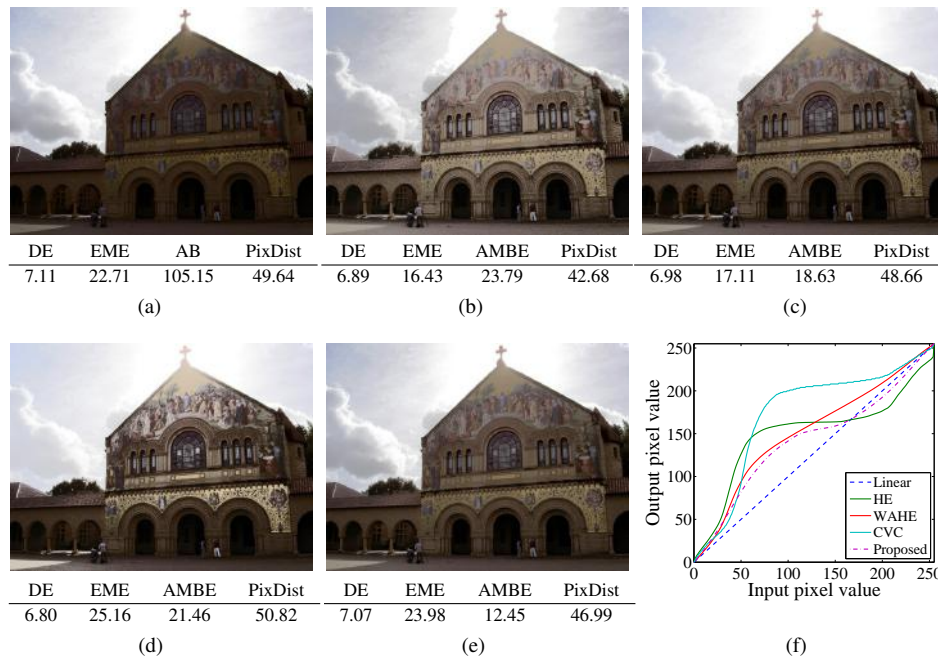 DE EME AB PixDist
7.11 22.71 105.15 49.64
(a)
DE EME AMBE PixDist
6.89 16.43 23.79 42.68
(b)
DE EME AMBE PixDist
6.98 17.11 18.63 48.66
(c)
DE EME AMBE PixDist
6.80 25.16 21.46 50.82
(d)
DE EME AMBE PixDist
7.07 23.98 12.45 46.99
(e)
Output pixel value
250
200
150
100
50
0
0 50 100 150 200 250
Input pixel value
Linear
HE
WAHE
CVC
Proposed
(f)